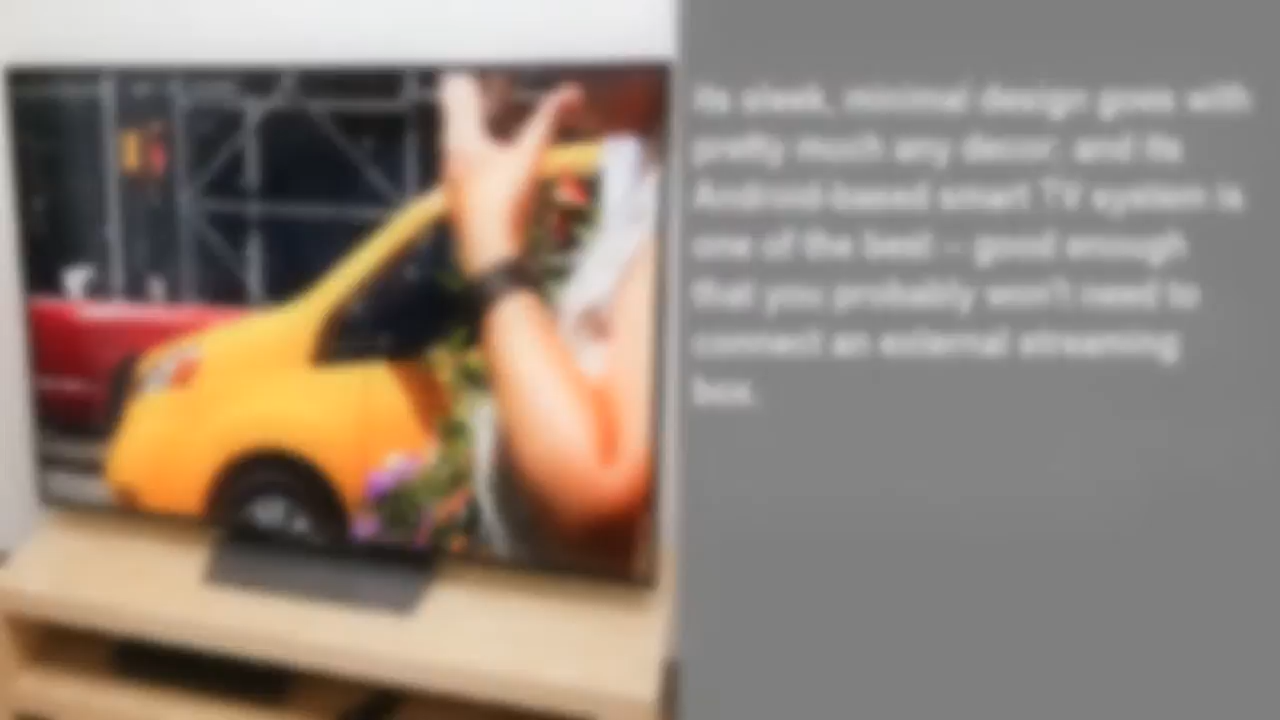 Its sleek, minimal design goes with
pretty much any decor, and its
Android-based smart TV system is
one of the best – good enough
that you probably won't need to
connect an external streaming
box.